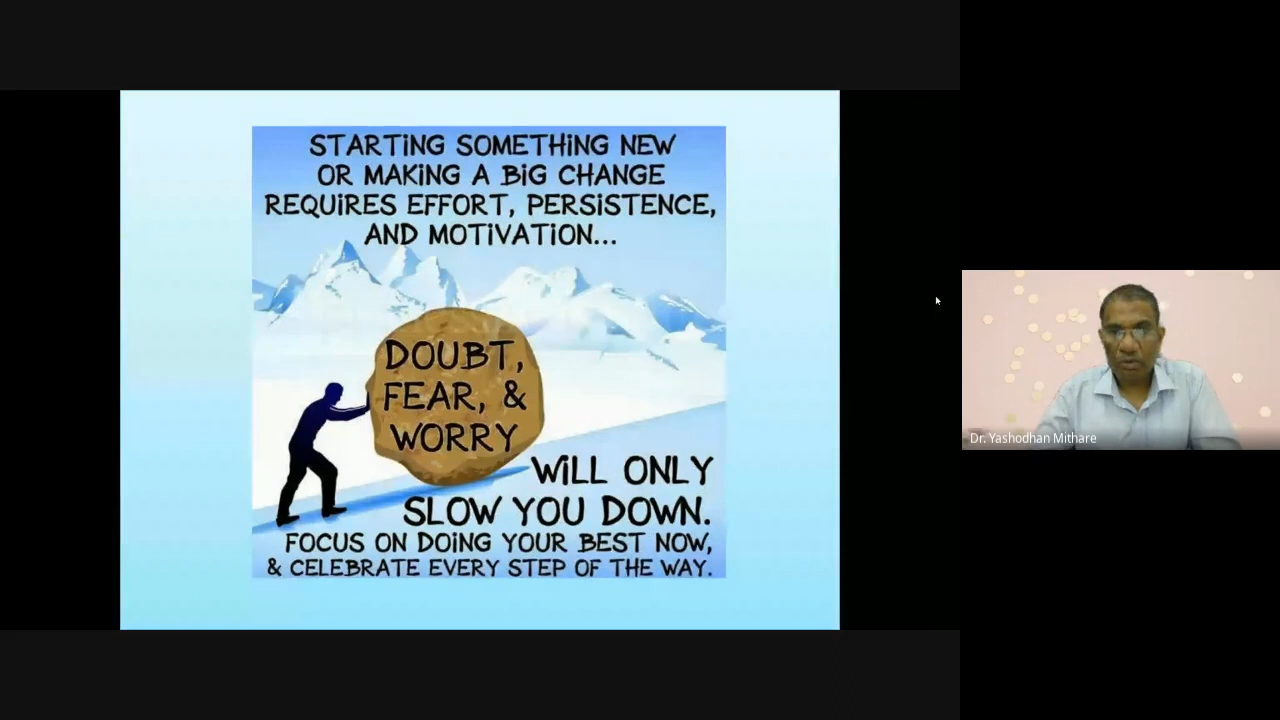 STARTING SOMETHING NEW
OR MAKING A BIG CHANGE
REQUIRES EFFORT, PERSISTENCE,
AND MOTIVATION...
DOUBT,
FEAR, &
WORRY
WILL ONLY
SLOW YOU DOWN.
FOCUS ON DOING YOUR BEST NOW,
& CELEBRATE EVERY STEP OF THE WAY.
Dr. Yashodhan Mithare